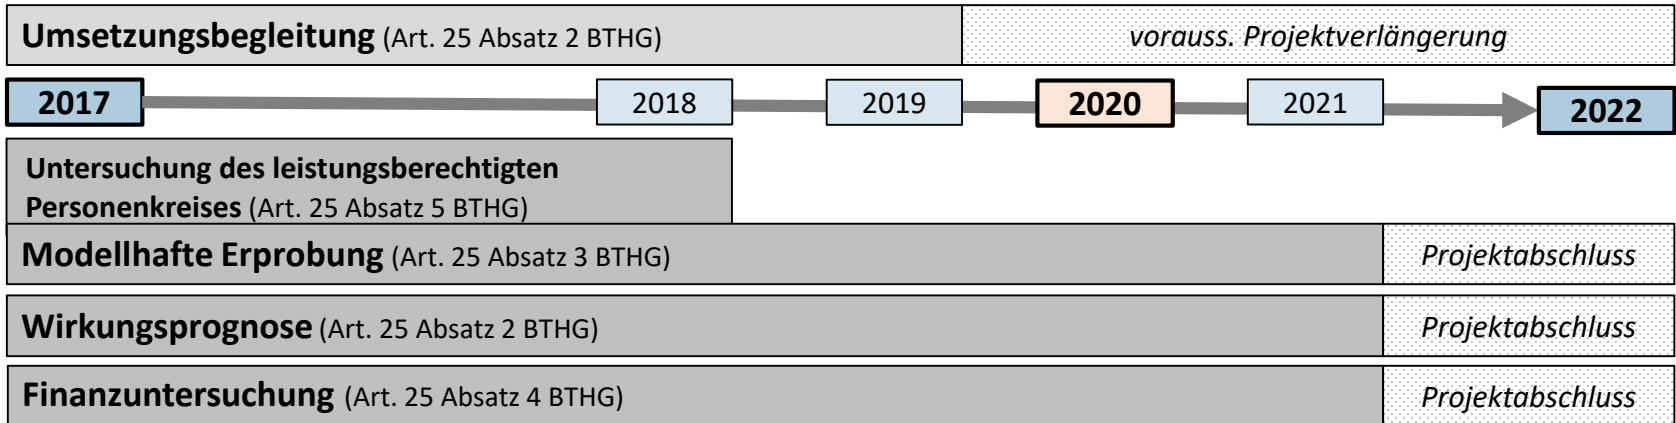 Umsetzungsbegleitung (Art. 25 Absatz 2 BTHG) vorauss. Projektverlängerung
2017 2018 2019 2020 2021 2022
Untersuchung des leistungsberechtigten
Personenkreises (Art. 25 Absatz 5 BTHG)
Modellhafte Erprobung (Art. 25 Absatz 3 BTHG) Projektabschluss
Wirkungsprognose (Art. 25 Absatz 2 BTHG) Projektabschluss
Finanzuntersuchung (Art. 25 Absatz 4 BTHG) Projektabschluss